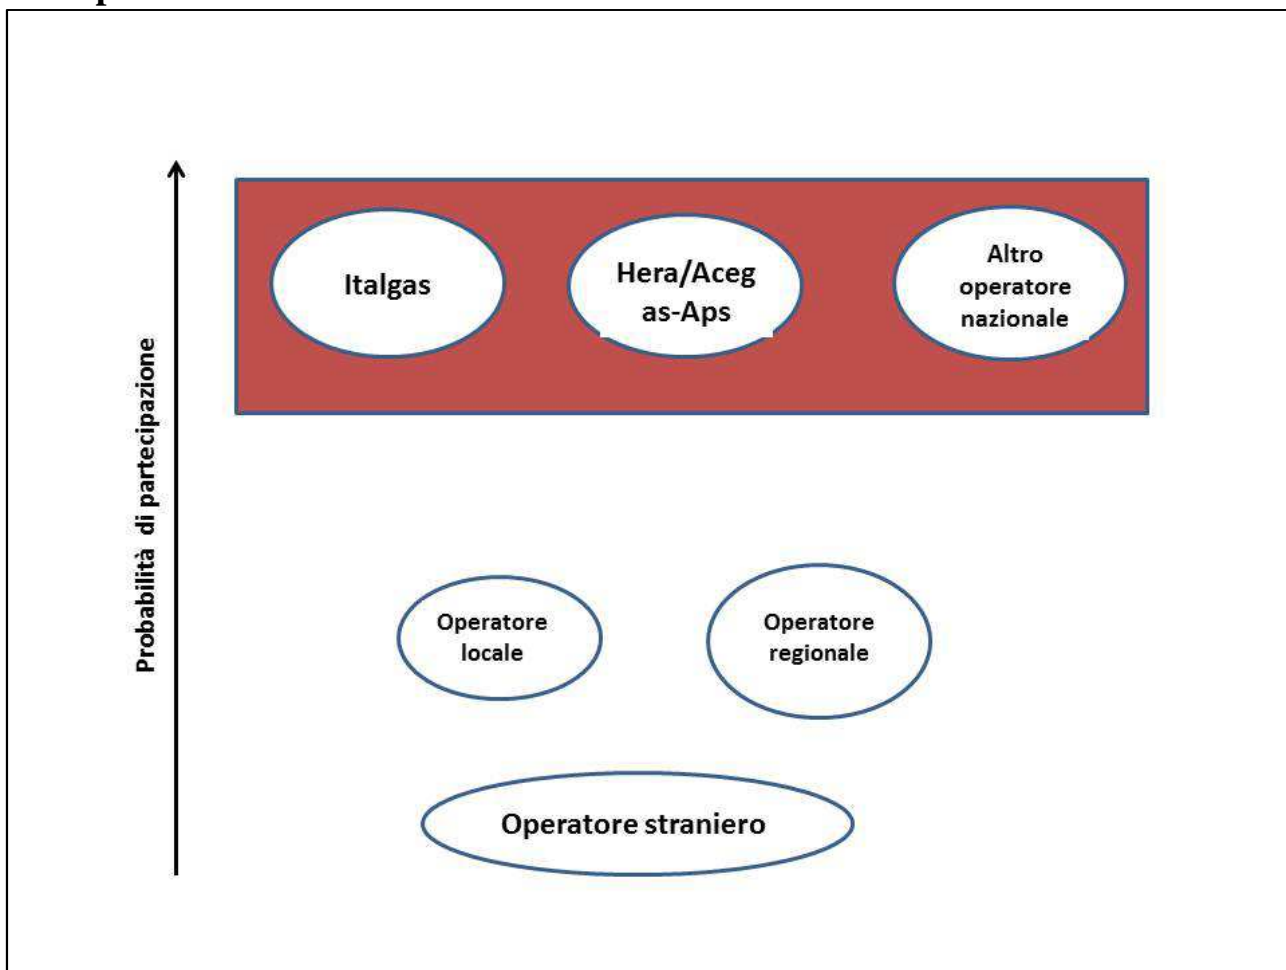 Italgas
Hera/Aceg
as-Aps
Altro
operatore
nazionale
Probabilità di partecipazione
Operatore
locale
Operatore
regionale
Operatore straniero